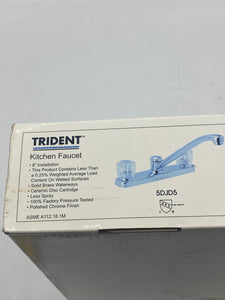 TRIDENT™
Kitchen Faucet
• 8" Installation
• This Product Contains Less Than
a 0.25% Weighted Average Lead
Content On Wetted Surfaces
• Solid Brass Waterways
• Ceramic Disc Cartridge
• Less Spray
• 100% Factory Pressure Tested
• Polished Chrome Finish
ASME A112.18.1M
5DJD5